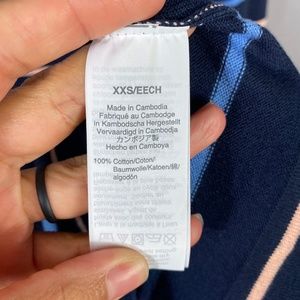 XXS/EECH
Made in Cambodia
Fabriqué au Cambodge
In Kambodscha Hergestellt
Vervaardigd in Cambodja
カンボジア製
Hecho en Camboya
100% Cotton/Coton/
Baumwolle/Katoen/綿/
algodón